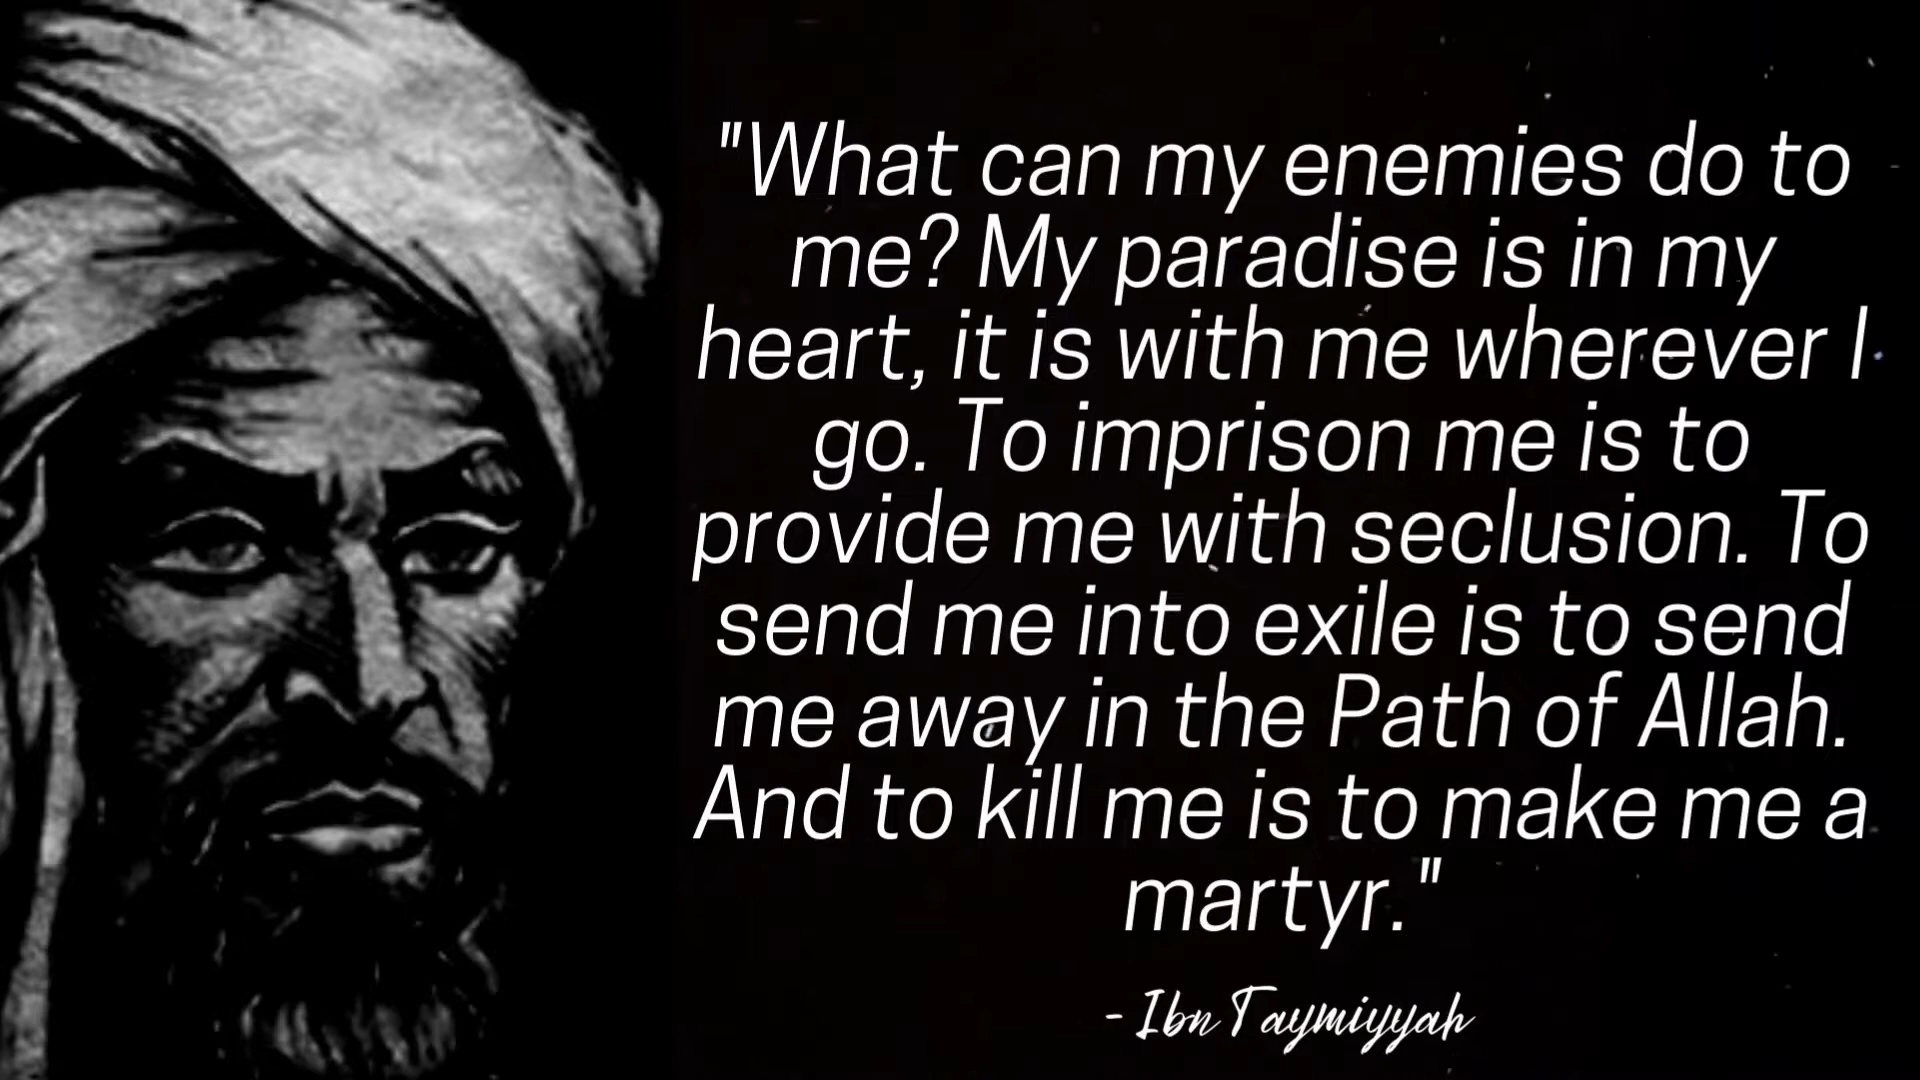 "What can my enemies do to
me? My paradise is in my
heart, it is with me wherever I
go. To imprison me is to
provide me with seclusion. To
send me into exile is to send
me away in the Path of Allah.
And to kill me is to make me a
martyr."
- Ibn Taymiyyah